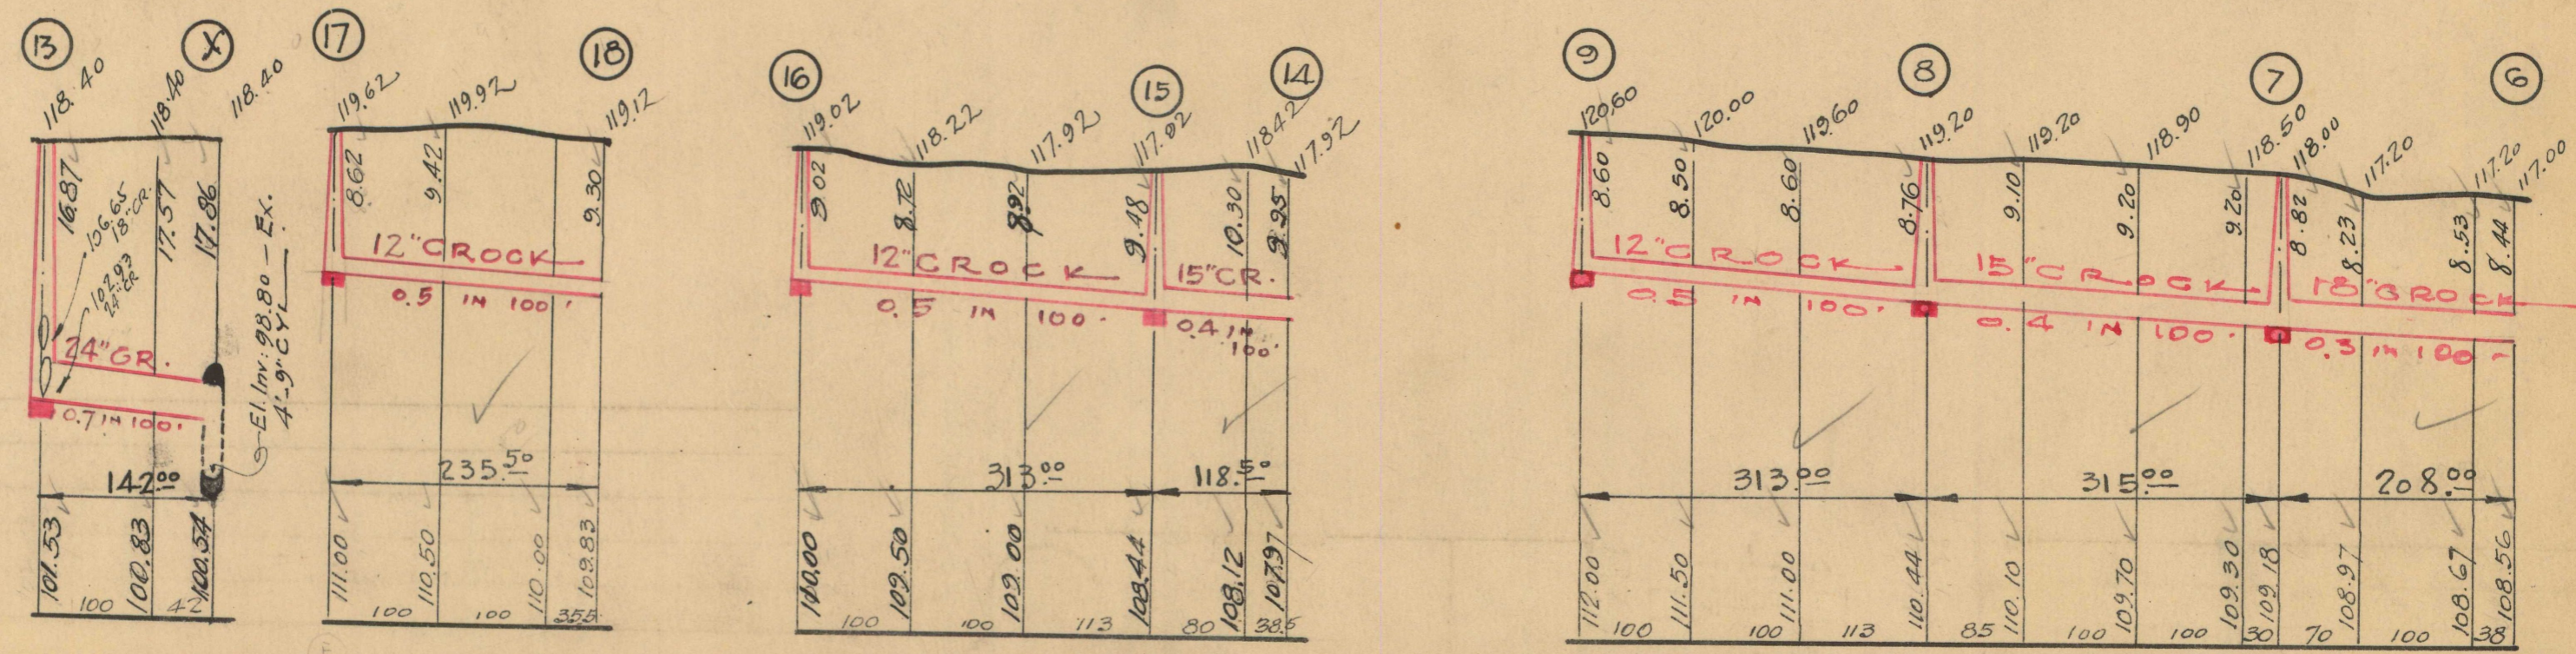 13 X
118.40 118.40 118.40
16.87 17.57 17.86
106.65
18" CR.
102.93
24" CR
24" CR.
0.7 IN 100'
El. Inv: 98.80 – Ex.
4'-9" CYL.
142.00
101.53 100.83 100.54
100 42
17 18
119.62 119.92 119.12
8.62 9.42 9.30
12" CROCK
0.5 IN 100'
235.50
111.00 110.50 110.00 109.83
100 100 35.5
16 15 14
119.02 118.22 117.92 117.92 118.42 117.92
9.02 8.72 8.92 9.48 10.30 9.95
12" CROCK 15" CR.
0.5 IN 100' 0.4 IN
100'
313.00 118.50
110.00 109.50 109.00 108.44 108.12 107.97
100 100 113 80 38.5
9 8 7 6
120.60 120.00 119.60 119.20 119.20 118.90 118.50 118.00 117.20 117.20 117.00
8.60 8.50 8.60 8.76 9.10 9.20 9.20 8.82 8.23 8.53 8.44
12" CROCK 15" CROCK 18" CROCK
0.5 IN 100' 0.4 IN 100' 0.3 IN 100'
313.00 315.00 208.00
112.00 111.50 111.00 110.44 110.10 109.70 109.30 109.18 108.97 108.67 108.56
100 100 113 85 100 100 30 70 100 38